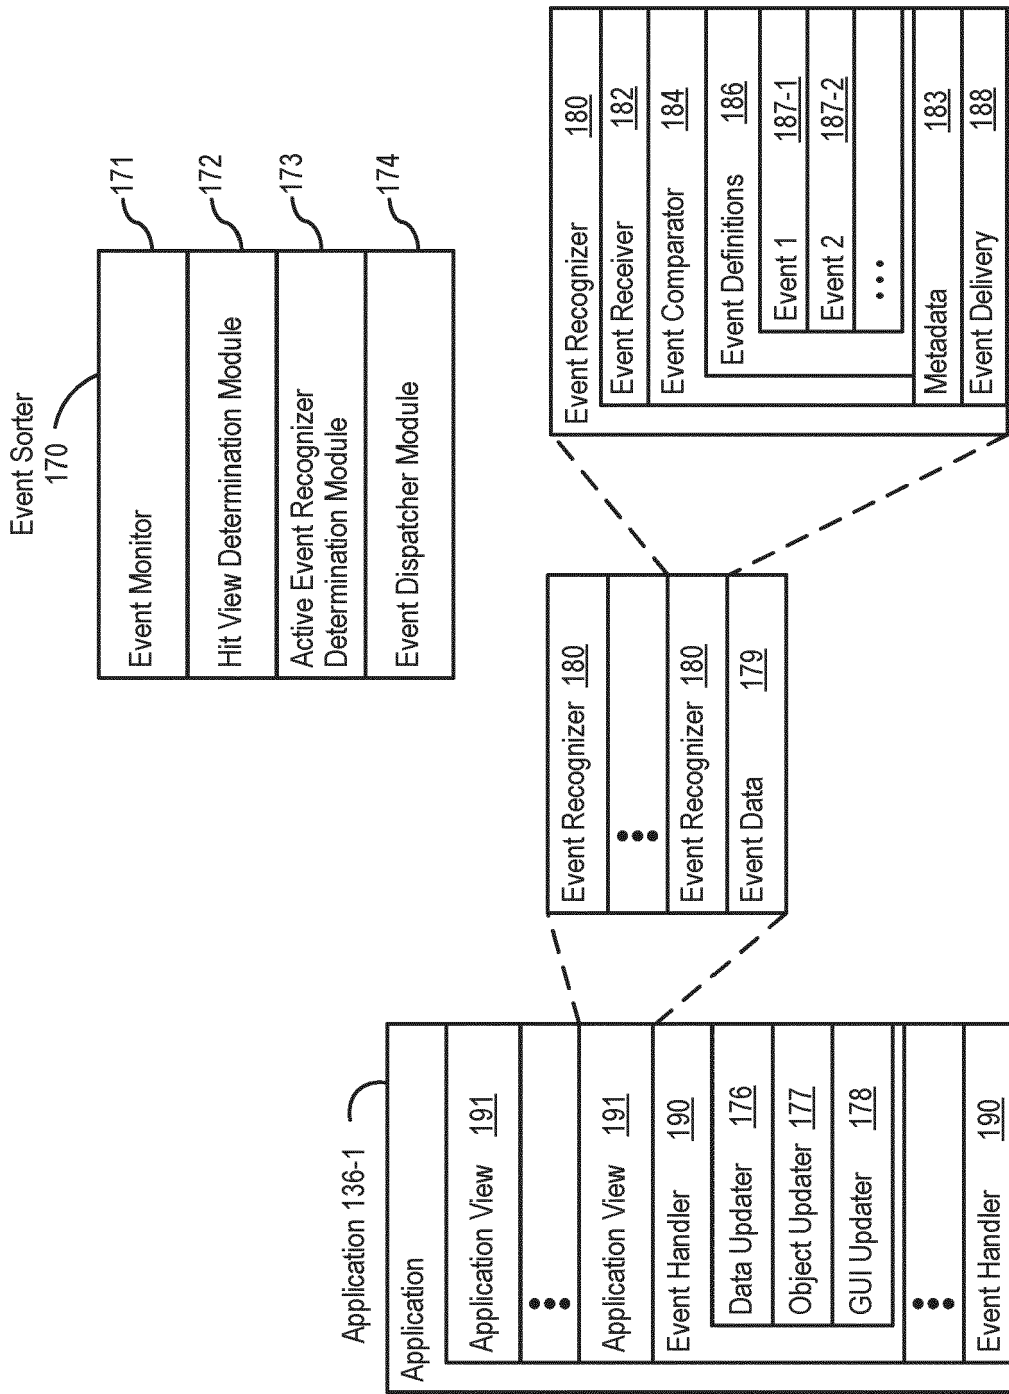 Event Sorter
170
Event Monitor
171
Hit View Determination Module
172
Active Event Recognizer
Determination Module
173
Event Dispatcher Module
174
Application 136-1
Application
Application View 191
•••
Application View 191
Event Handler 190
Data Updater 176
Object Updater 177
GUI Updater 178
•••
Event Handler 190
Event Recognizer 180
•••
Event Recognizer 180
Event Data 179
Event Recognizer 180
Event Receiver 182
Event Comparator 184
Event Definitions 186
Event 1 187-1
Event 2 187-2
•••
Metadata 183
Event Delivery 188